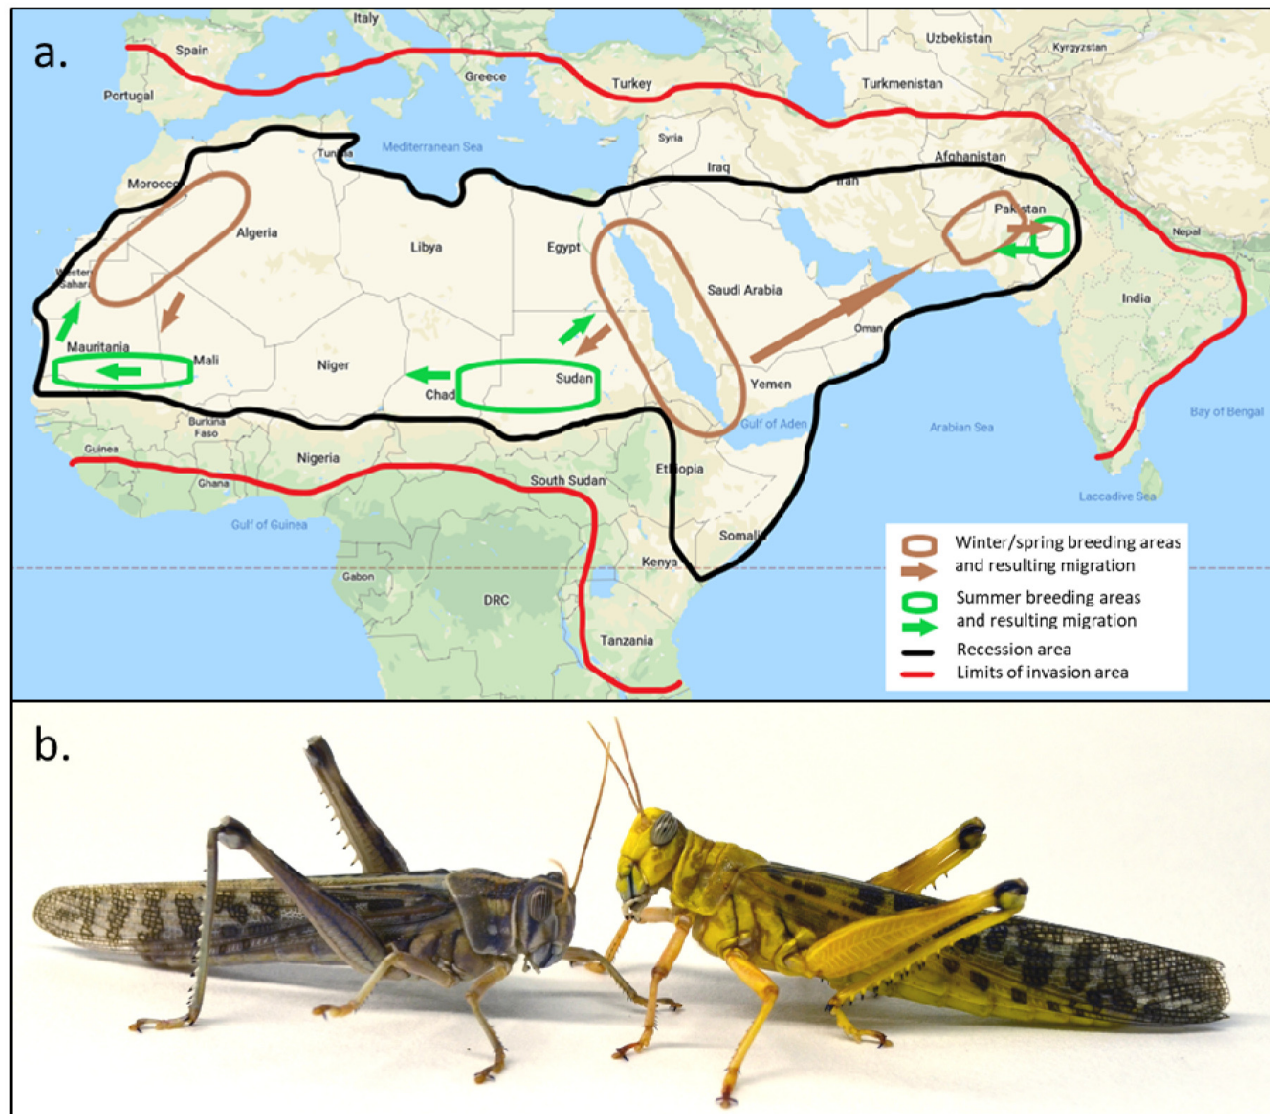 a.
Italy
Uzbekistan
Kyrgyzstan
Spain
Greece
Turkey
Turkmenistan
Portugal
Syria
Mediterranean Sea
Tunisia
Iraq
Afghanistan
Iran
Morocco
Algeria
Libya
Egypt
Pakistan
Nepal
Western
Sahara
Saudi Arabia
India
Oman
Mauritania
Mali
Niger
Chad
Sudan
Yemen
Gulf of Aden
Arabian Sea
Bay of Bengal
Burkina
Faso
Guinea
Nigeria
Ghana
South Sudan
Ethiopia
Laccadive Sea
Gulf of Guinea
Somalia
Kenya
Gabon
DRC
Tanzania
Winter/spring breeding areas
and resulting migration
Summer breeding areas
and resulting migration
Recession area
Limits of invasion area
b.